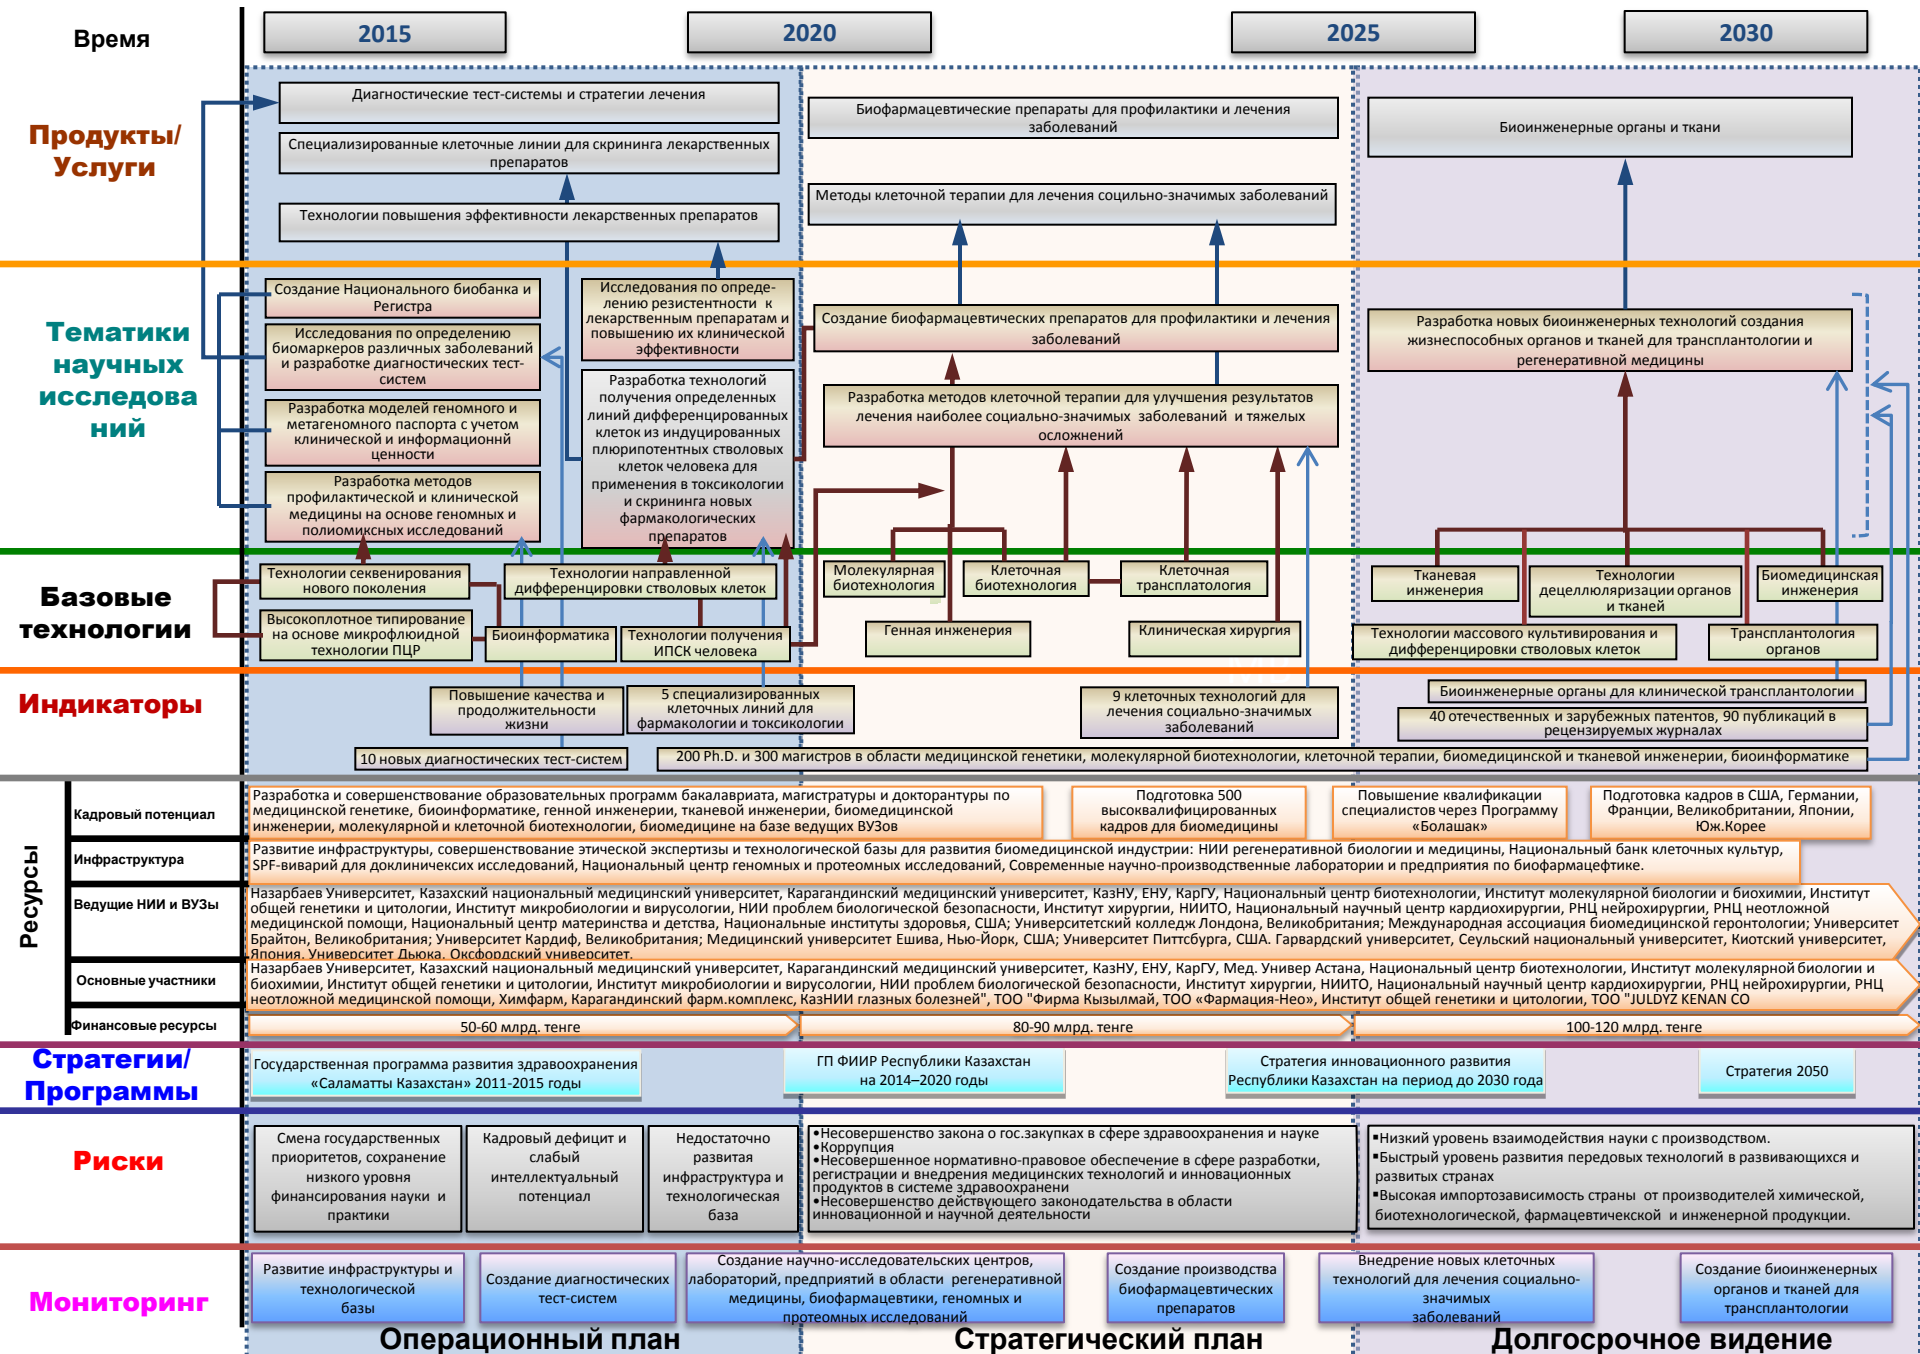 Время
2015
2020
2025
2030
Продукты/
Услуги
Диагностические тест-системы и стратегии лечения
Специализированные клеточные линии для скрининга лекарственных
препаратов
Технологии повышения эффективности лекарственных препаратов
Биофармацевтические препараты для профилактики и лечения
заболеваний
Методы клеточной терапии для лечения социльно-значимых заболеваний
Биоинженерные органы и ткани
Тематики
научных
исследова
ний
Создание Национального биобанка и
Регистра
Исследования по определению
биомаркеров различных заболеваний
и разработке диагностических тест-
систем
Разработка моделей геномного и
метагеномного паспорта с учетом
клинической и информационнй
ценности
Разработка методов
профилактической и клинической
медицины на основе геномных и
полиомиксных исследований
Исследования по опреде-
лению резистентности к
лекарственным препаратам и
повышению их клинической
эффективности
Разработка технологий
получения определенных
линий дифференцированных
клеток из индуцированных
плюрипотентных стволовых
клеток человека для
применения в токсикологии
и скрининга новых
фармакологических
препаратов
Создание биофармацевтических препаратов для профилактики и лечения
заболеваний
Разработка методов клеточной терапии для улучшения результатов
лечения наиболее социально-значимых заболеваний и тяжелых
осложнений
Разработка новых биоинженерных технологий создания
жизнеспособных органов и тканей для трансплантологии и
регенеративной медицины
Базовые
технологии
Технологии секвенирования
нового поколения
Высокоплотное типирование
на основе микрофлюидной
технологии ПЦР
Биоинформатика
Технологии направленной
дифференцировки стволовых клеток
Технологии получения
ИПСК человека
Молекулярная
биотехнология
Клеточная
биотехнология
Клеточная
трансплатология
Генная инженерия
Клиническая хирургия
Тканевая
инженерия
Технологии
децеллюляризации органов
и тканей
Биомедицинская
инженерия
Технологии массового культивирования и
дифференцировки стволовых клеток
Трансплантология
органов
Индикаторы
Повышение качества и
продолжительности
жизни
5 специализированных
клеточных линий для
фармакологии и токсикологии
9 клеточных технологий для
лечения социально-значимых
заболеваний
Биоинженерные органы для клинической трансплантологии
40 отечественных и зарубежных патентов, 90 публикаций в
рецензируемых журналах
10 новых диагностических тест-систем
200 Ph.D. и 300 магистров в области медицинской генетики, молекулярной биотехнологии, клеточной терапии, биомедицинской и тканевой инженерии, биоинформатике
Ресурсы
Кадровый потенциал
Разработка и совершенствование образовательных программ бакалавриата, магистратуры и докторантуры по
медицинской генетике, биоинформатике, генной инженерии, тканевой инженерии, биомедицинской
инженерии, молекулярной и клеточной биотехнологии, биомедицине на базе ведущих ВУЗов
Подготовка 500
высоквалифицированных
кадров для биомедицины
Повышение квалификации
специалистов через Программу
«Болашак»
Подготовка кадров в США, Германии,
Франции, Великобритании, Японии,
Юж.Корее
Инфраструктура
Развитие инфраструктуры, совершенствование этической экспертизы и технологической базы для развития биомедицинской индустрии: НИИ регенеративной биологии и медицины, Национальный банк клеточных культур,
SPF-виварий для доклиничекиз исследований, Национальный центр геномных и протеомных исследований, Современные научно-производственные лаборатории и предприятия по биофармацефтике.
Ведущие НИИ и ВУЗы
Назарбаев Университет, Казахский национальный медицинский университет, Карагандинский медицинский университет, КазНУ, ЕНУ, КарГУ, Национальный центр биотехнологии, Институт молекулярной биологии и биохимии, Институт
общей генетики и цитологии, Институт микробиологии и вирусологии, НИИ проблем биологической безопасности, Институт хирургии, НИИТО, Национальный научный центр кардиохирургии, РНЦ нейрохирургии, РНЦ неотложной
медицинской помощи, Национальный центр материнства и детства, Национальные институты здоровья, США; Университетский колледж Лондона, Великобритания; Международная ассоциация биомедицинской геронтологии; Университет
Брайтон, Великобритания; Университет Кардиф, Великобритания; Медицинский университет Ешива, Нью-Йорк, США; Университет Питтсбурга, США. Гарвардский университет, Сеульский национальный университет, Киотский университет,
Япония. Университет Дьюка. Оксфордский университет.
Основные участники
Назарбаев Университет, Казахский национальный медицинский университет, Карагандинский медицинский университет, КазНУ, ЕНУ, КарГУ, Мед. Универ Астана, Национальный центр биотехнологии, Институт молекулярной биологии и
биохимии, Институт общей генетики и цитологии, Институт микробиологии и вирусологии, НИИ проблем биологической безопасности, Институт хирургии, НИИТО, Национальный научный центр кардиохирургии, РНЦ нейрохирургии, РНЦ
неотложной медицинской помощи, Химфарм, Карагандинский фарм.комплекс, КазНИИ глазных болезней", ТОО "Фирма Кызылмай, ТОО «Фармация-Нео», Институт общей генетики и цитологии, ТОО "JULDYZ KENAN CO
Финансовые ресурсы
50-60 млрд. тенге
80-90 млрд. тенге
100-120 млрд. тенге
Стратегии/
Программы
Государственная программа развития здравоохранения
«Саламатты Казахстан» 2011-2015 годы
ГП ФИИР Республики Казахстан
на 2014–2020 годы
Стратегия инновационного развития
Республики Казахстан на период до 2030 года
Стратегия 2050
Риски
Смена государственных
приоритетов, сохранение
низкого уровня
финансирования науки и
практики
Кадровый дефицит и
слабый
интеллектуальный
потенциал
Недостаточно
развитая
инфраструктура и
технологическая
база
•Несовершенство закона о гос.закупках в сфере здравоохранения и науке
•Коррупция
•Несовершенное нормативно-правовое обеспечение в сфере разработки,
регистрации и внедрения медицинских технологий и инновационных
продуктов в системе здравоохранени
•Несовершенство действующего законодательства в области
инновационной и научной деятельности
▪Низкий уровень взаимодействия науки с производством.
▪Быстрый уровень развития передовых технологий в развивающихся и
развитых странах
▪Высокая импортозависимость страны от производителей химической,
биотехнологической, фармацевтичекской и инженерной продукции.
Мониторинг
Развитие инфраструктуры и
технологической
базы
Создание диагностических
тест-систем
Создание научно-исследовательских центров,
лабораторий, предприятий в области регенеративной
медицины, биофармацевтики, геномных и
протеомных исследований
Создание производства
биофармацевтических
препаратов
Внедрение новых клеточных
технологий для лечения социально-
значимых
заболеваний
Создание биоинженерных
органов и тканей для
трансплантологии
Операционный план
Стратегический план
Долгосрочное видение